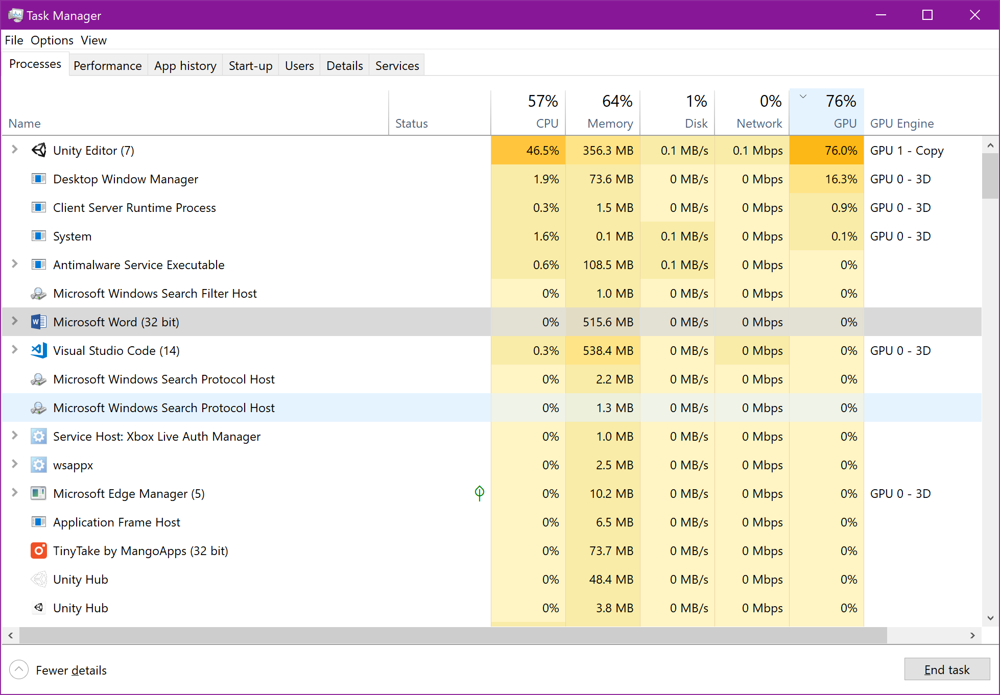 Task Manager
File Options View
Processes Performance App history Start-up Users Details Services
57% 64% 1% 0% 76%
Name Status CPU Memory Disk Network GPU GPU Engine
Unity Editor (7) 46.5% 356.3 MB 0.1 MB/s 0.1 Mbps 76.0% GPU 1 - Copy
Desktop Window Manager 1.9% 73.6 MB 0 MB/s 0 Mbps 16.3% GPU 0 - 3D
Client Server Runtime Process 0.3% 1.5 MB 0 MB/s 0 Mbps 0.9% GPU 0 - 3D
System 1.6% 0.1 MB 0.1 MB/s 0 Mbps 0.1% GPU 0 - 3D
Antimalware Service Executable 0.6% 108.5 MB 0.1 MB/s 0 Mbps 0%
Microsoft Windows Search Filter Host 0% 1.0 MB 0 MB/s 0 Mbps 0%
Microsoft Word (32 bit) 0% 515.6 MB 0 MB/s 0 Mbps 0%
Visual Studio Code (14) 0.3% 538.4 MB 0 MB/s 0 Mbps 0% GPU 0 - 3D
Microsoft Windows Search Protocol Host 0% 2.2 MB 0 MB/s 0 Mbps 0%
Microsoft Windows Search Protocol Host 0% 1.3 MB 0 MB/s 0 Mbps 0%
Service Host: Xbox Live Auth Manager 0% 1.0 MB 0 MB/s 0 Mbps 0%
wsappx 0% 2.5 MB 0 MB/s 0 Mbps 0%
Microsoft Edge Manager (5) 0% 10.2 MB 0 MB/s 0 Mbps 0% GPU 0 - 3D
Application Frame Host 0% 6.5 MB 0 MB/s 0 Mbps 0%
TinyTake by MangoApps (32 bit) 0% 73.7 MB 0 MB/s 0 Mbps 0%
Unity Hub 0% 48.4 MB 0 MB/s 0 Mbps 0%
Unity Hub 0% 3.8 MB 0 MB/s 0 Mbps 0%
Fewer details End task